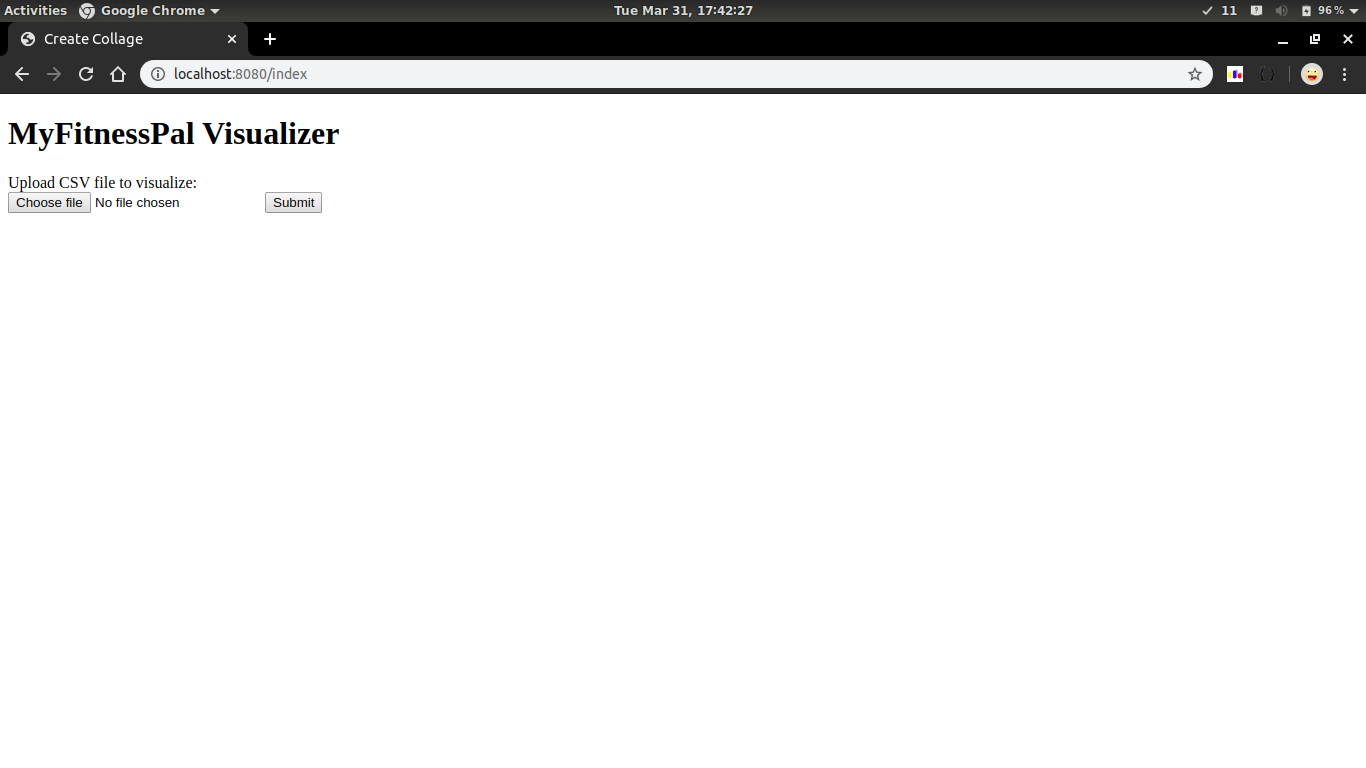 Activities Google Chrome Tue Mar 31, 17:42:27 11 96 %
Create Collage
localhost:8080/index
MyFitnessPal Visualizer
Upload CSV file to visualize:
Choose file No file chosen Submit